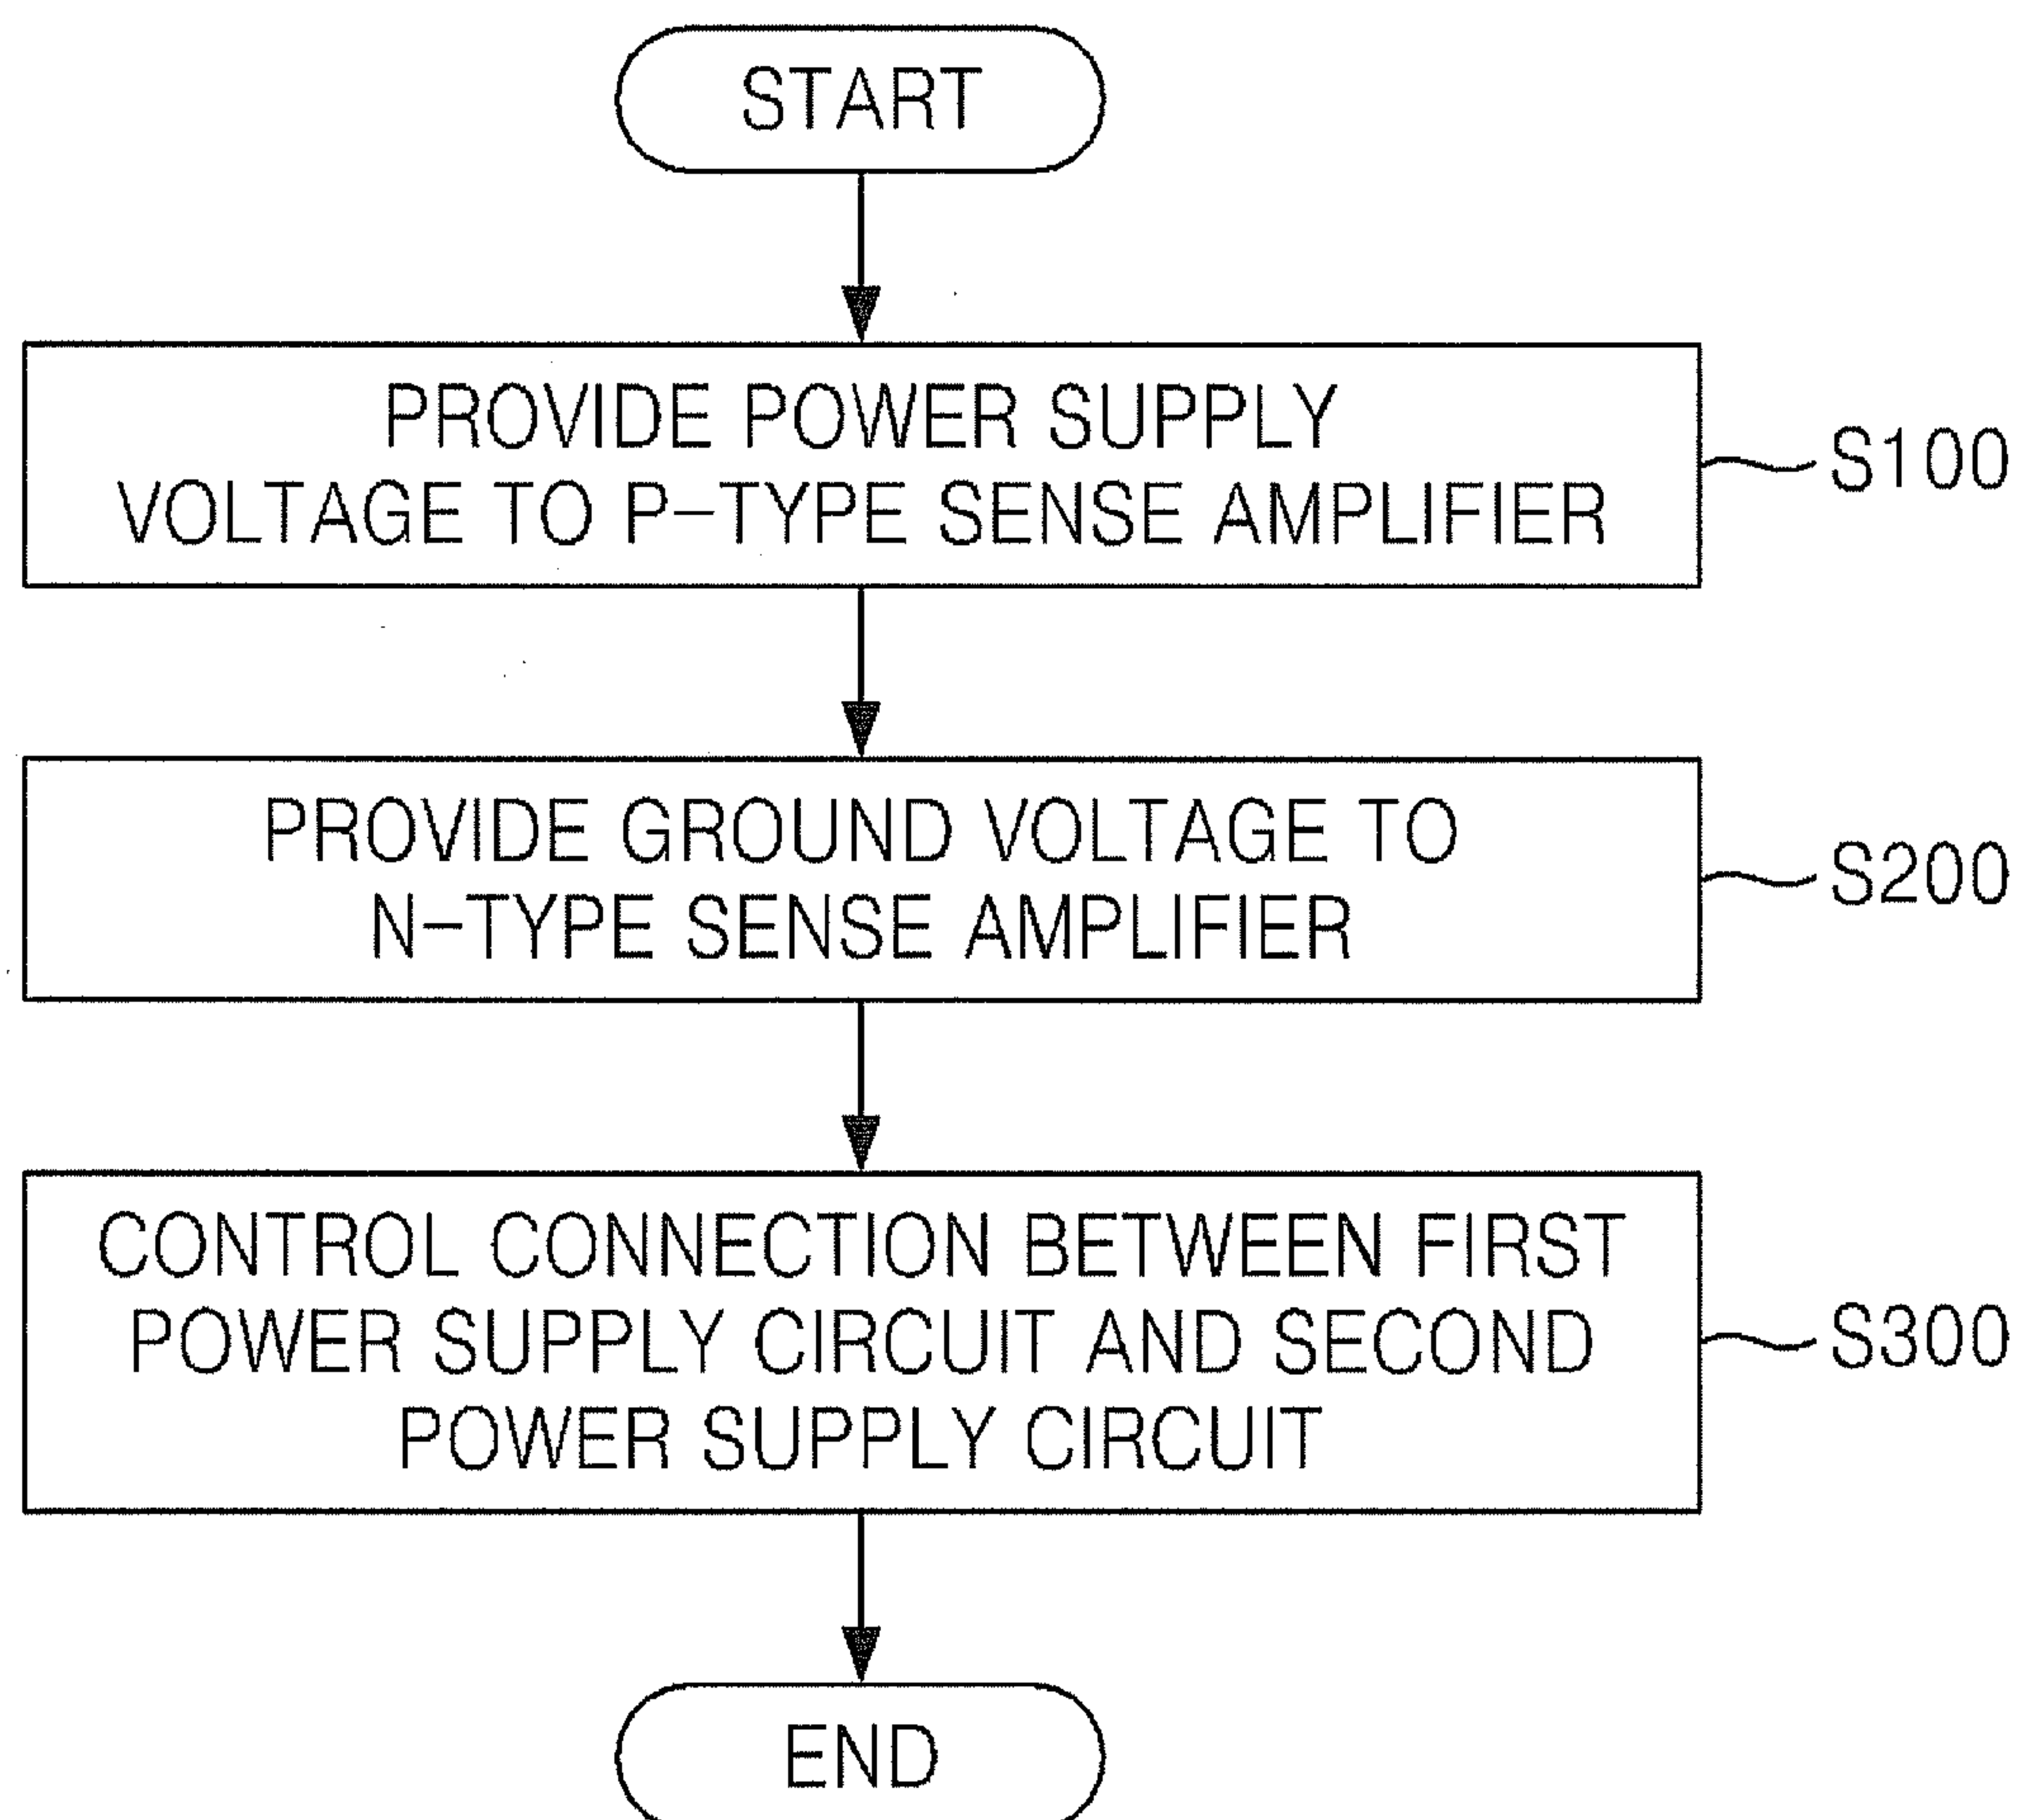 START
PROVIDE POWER SUPPLY
VOLTAGE TO P-TYPE SENSE AMPLIFIER
S100
PROVIDE GROUND VOLTAGE TO
N-TYPE SENSE AMPLIFIER
S200
CONTROL CONNECTION BETWEEN FIRST
POWER SUPPLY CIRCUIT AND SECOND
POWER SUPPLY CIRCUIT
S300
END